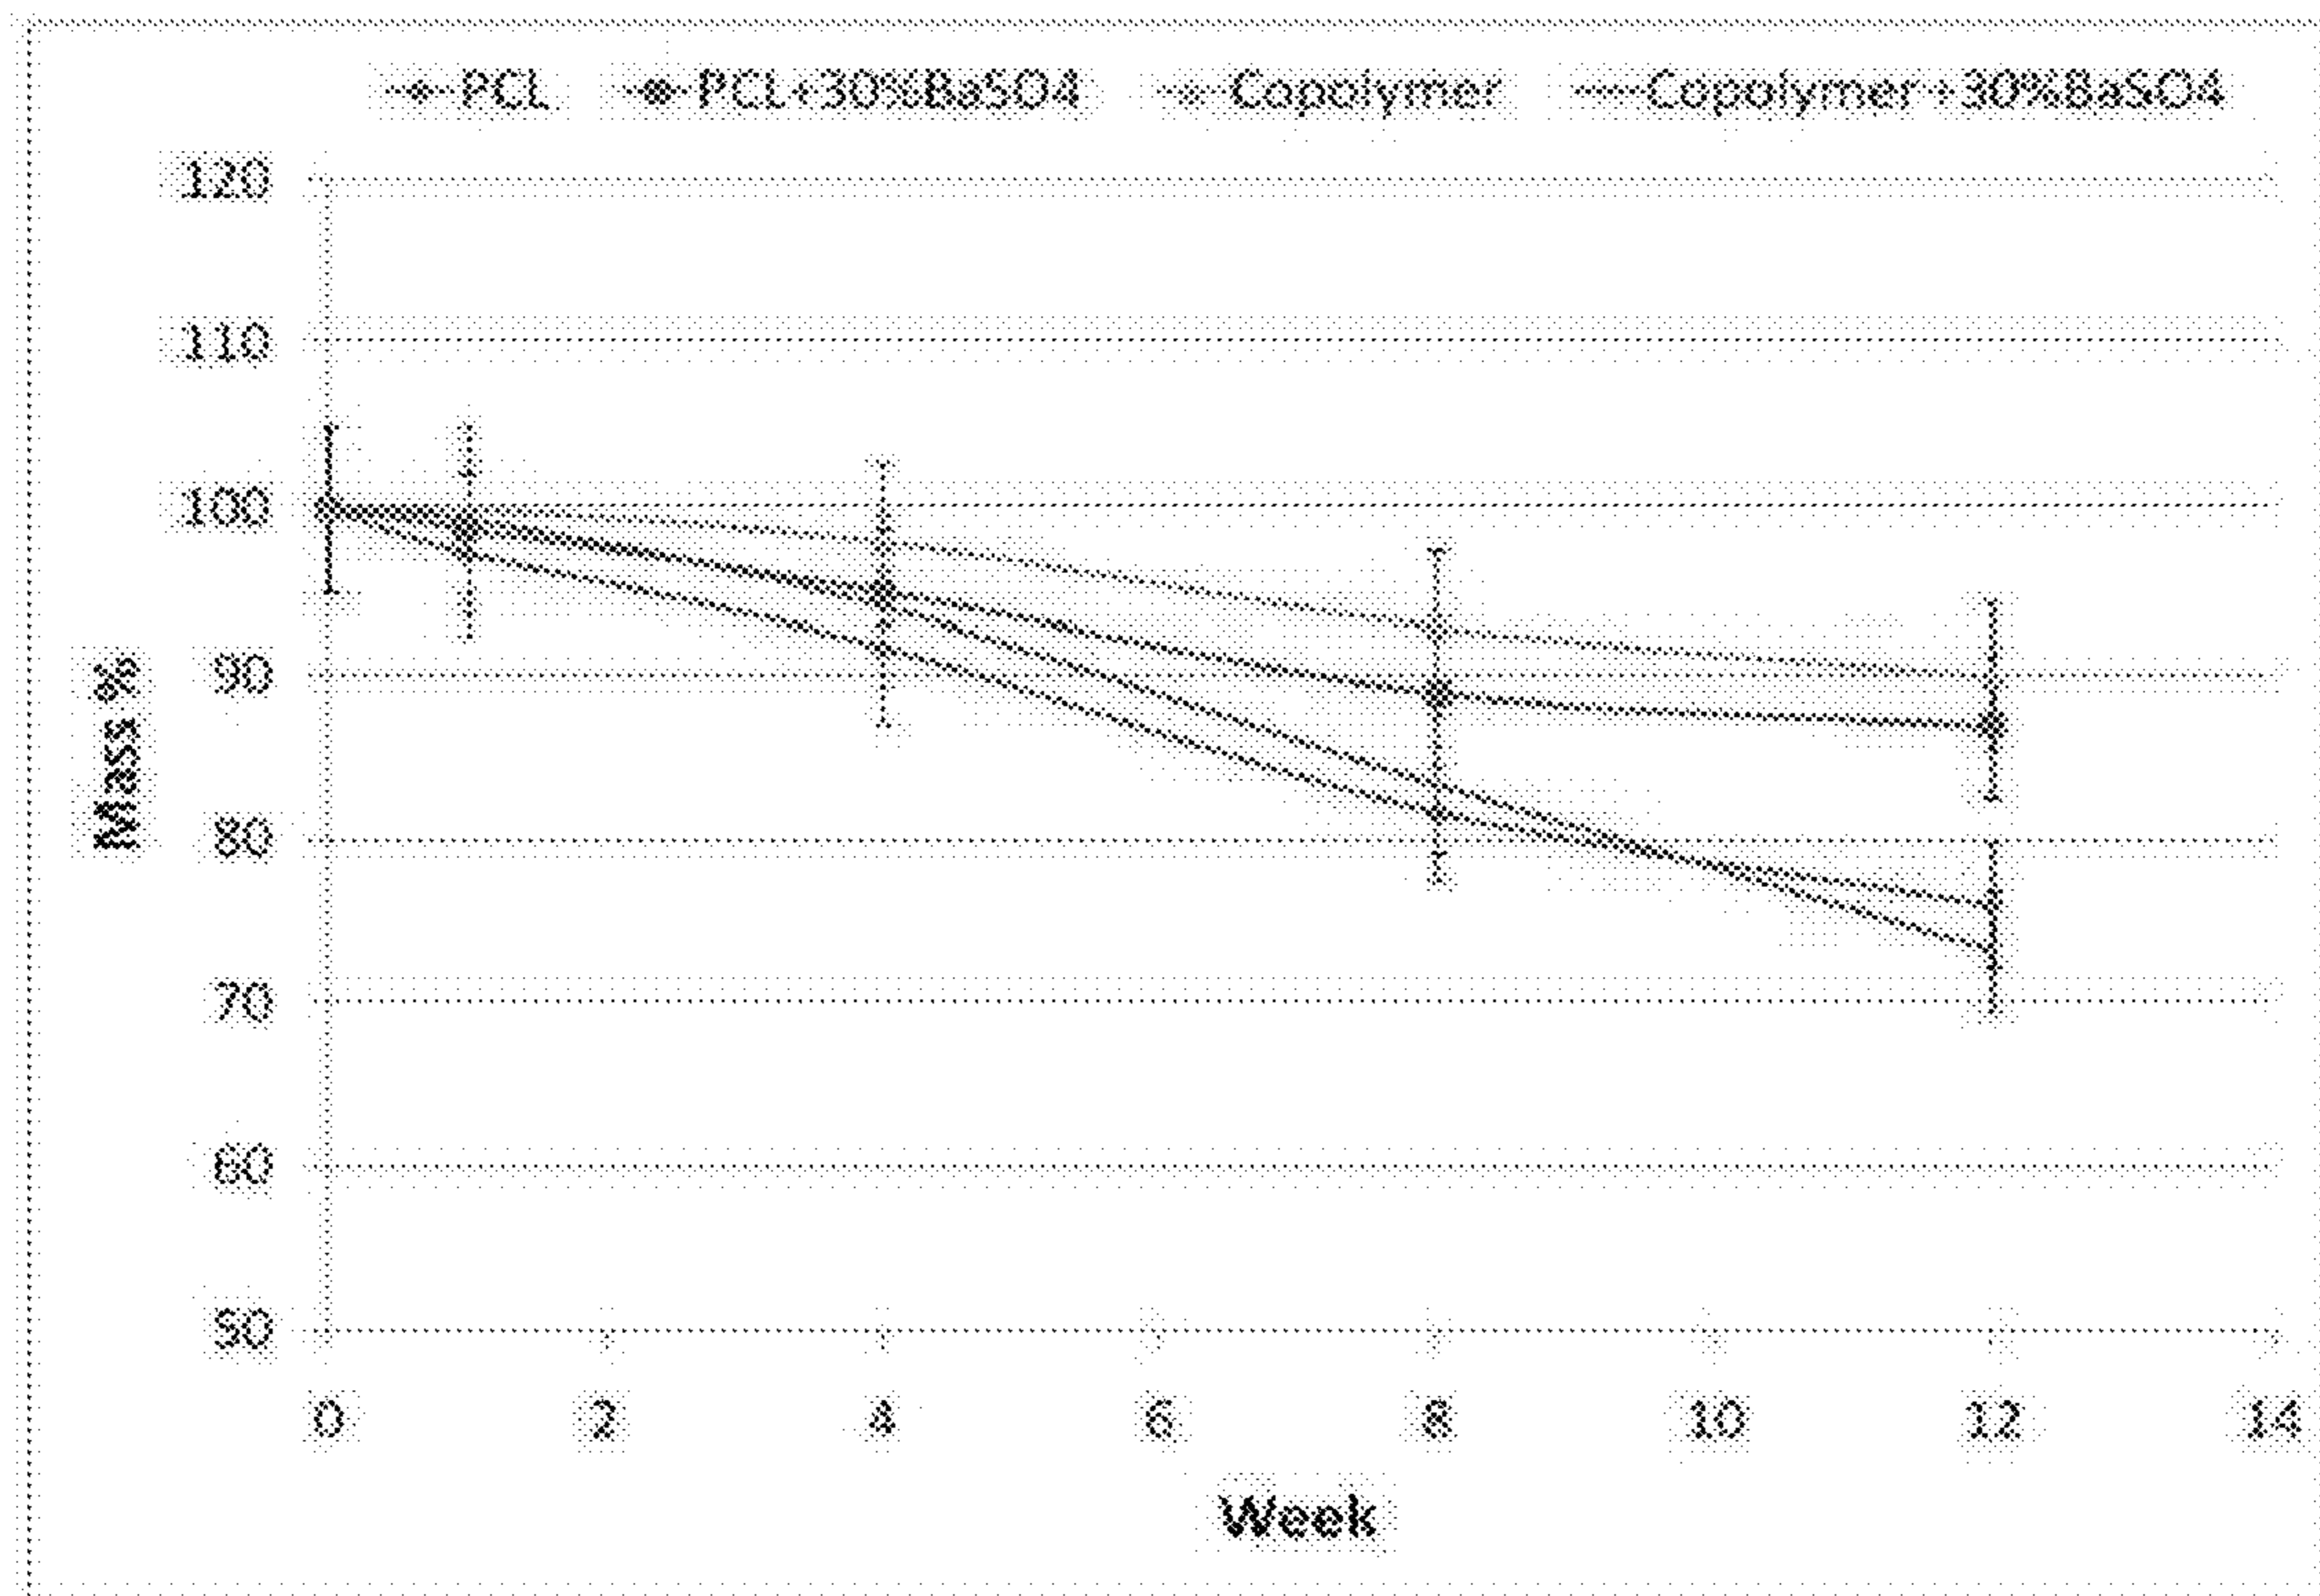 PCL PCL+30%BaSO4 Copolymer Copolymer+30%BaSO4
120
110
100
90
80
70
60
50
Mass %
0 2 4 6 8 10 12 14
Week